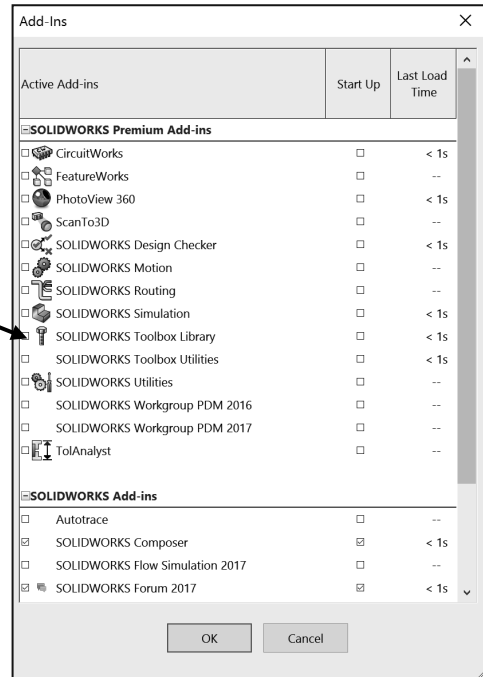 Add-Ins
Active Add-ins Start Up Last Load Time
SOLIDWORKS Premium Add-ins
CircuitWorks < 1s
FeatureWorks --
PhotoView 360 < 1s
ScanTo3D --
SOLIDWORKS Design Checker < 1s
SOLIDWORKS Motion --
SOLIDWORKS Routing --
SOLIDWORKS Simulation < 1s
SOLIDWORKS Toolbox Library < 1s
SOLIDWORKS Toolbox Utilities < 1s
SOLIDWORKS Utilities --
SOLIDWORKS Workgroup PDM 2016 --
SOLIDWORKS Workgroup PDM 2017 --
TolAnalyst --
SOLIDWORKS Add-ins
Autotrace --
SOLIDWORKS Composer < 1s
SOLIDWORKS Flow Simulation 2017 --
SOLIDWORKS Forum 2017 < 1s
OK Cancel